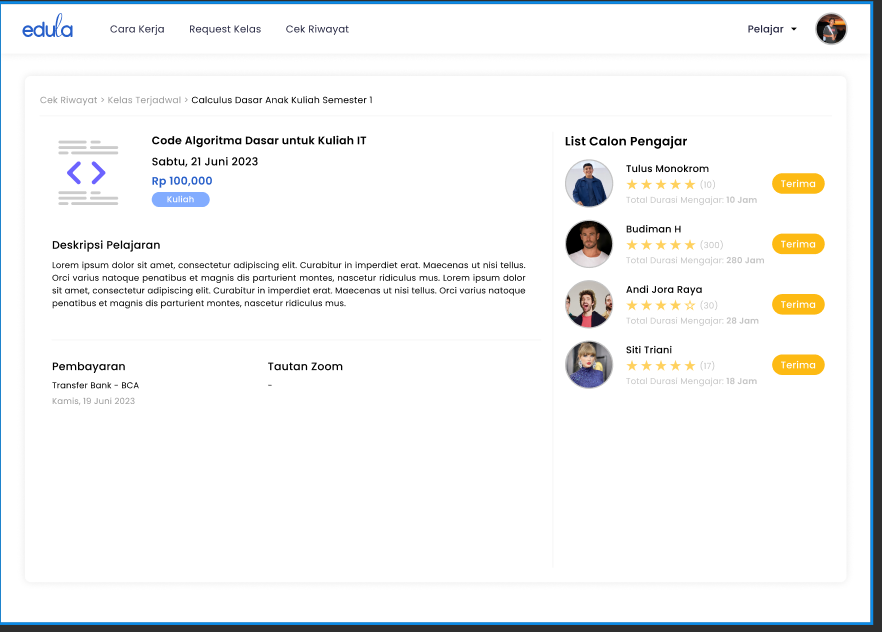 edula
Cara Kerja
Request Kelas
Cek Riwayat
Pelajar
Cek Riwayat > Kelas Terjadwal > Calculus Dasar Anak Kuliah Semester 1
Code Algoritma Dasar untuk Kuliah IT
Sabtu, 21 Juni 2023
Rp 100,000
Kuliah
Deskripsi Pelajaran
Lorem ipsum dolor sit amet, consectetur adipiscing elit. Curabitur in imperdiet erat. Maecenas ut nisi tellus.
Orci varius natoque penatibus et magnis dis parturient montes, nascetur ridiculus mus. Lorem ipsum dolor
sit amet, consectetur adipiscing elit. Curabitur in imperdiet erat. Maecenas ut nisi tellus. Orci varius natoque
penatibus et magnis dis parturient montes, nascetur ridiculus mus.
Pembayaran
Transfer Bank - BCA
Kamis, 19 Juni 2023
Tautan Zoom
-
List Calon Pengajar
Tulus Monokrom
★★★★★ (10)
Total Durasi Mengajar: 10 Jam
Terima
Budiman H
★★★★★ (300)
Total Durasi Mengajar: 280 Jam
Terima
Andi Jora Raya
★★★★☆ (30)
Total Durasi Mengajar: 28 Jam
Terima
Siti Triani
★★★★★ (17)
Total Durasi Mengajar: 18 Jam
Terima